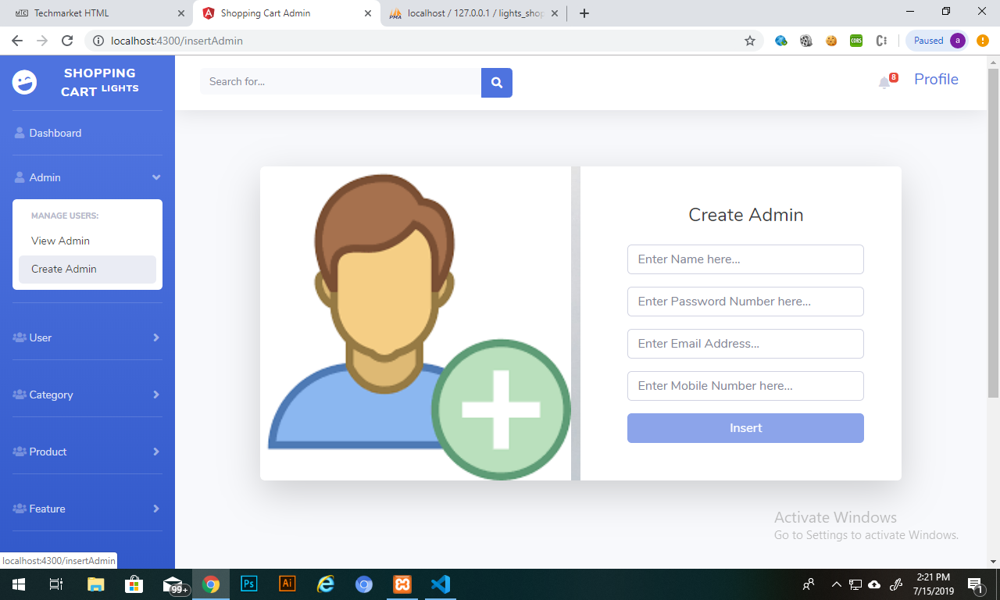 Techmarket HTML
Shopping Cart Admin
localhost / 127.0.0.1 / lights_shop
localhost:4300/insertAdmin
CORS
Paused
a
SHOPPING
CART LIGHTS
Search for...
8
Profile
Dashboard
Admin
MANAGE USERS:
View Admin
Create Admin
User
Category
Product
Feature
Create Admin
Enter Name here...
Enter Password Number here...
Enter Email Address...
Enter Mobile Number here...
Insert
Activate Windows
Go to Settings to activate Windows.
localhost:4300/insertAdmin
99+
Ps
Ai
2:21 PM
7/15/2019
1